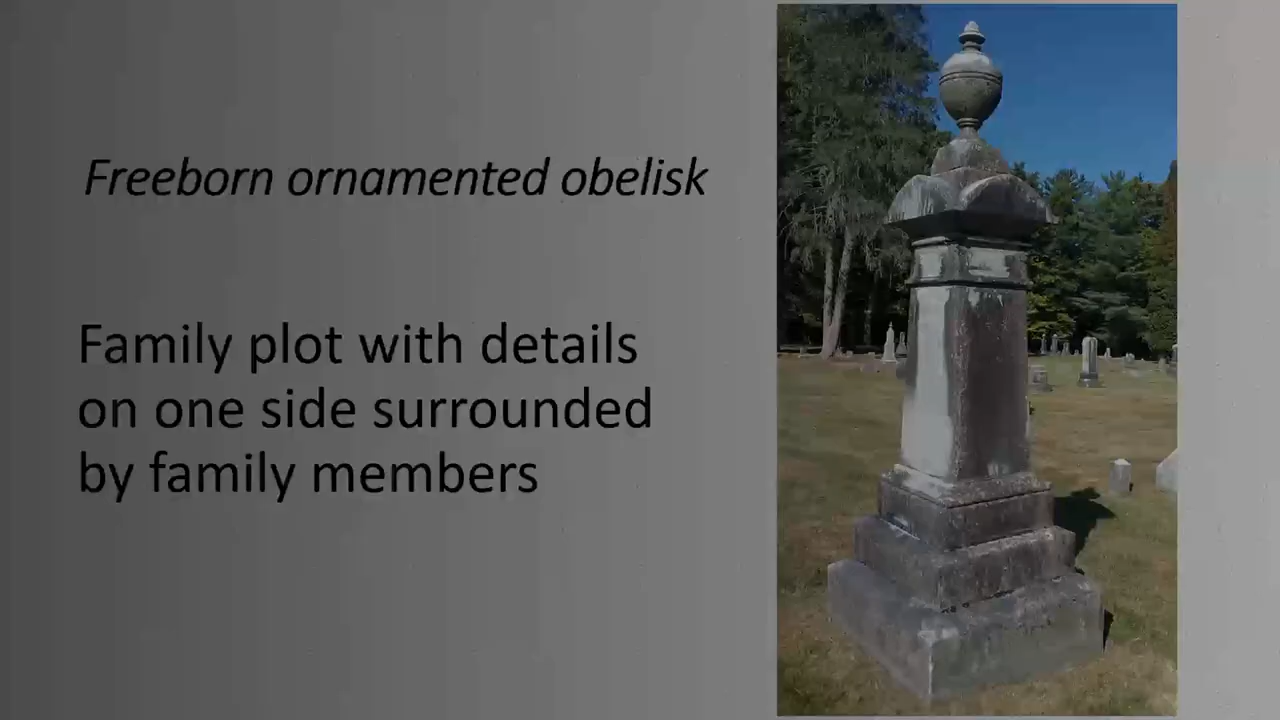 Freeborn ornamented obelisk
Family plot with details
on one side surrounded
by family members